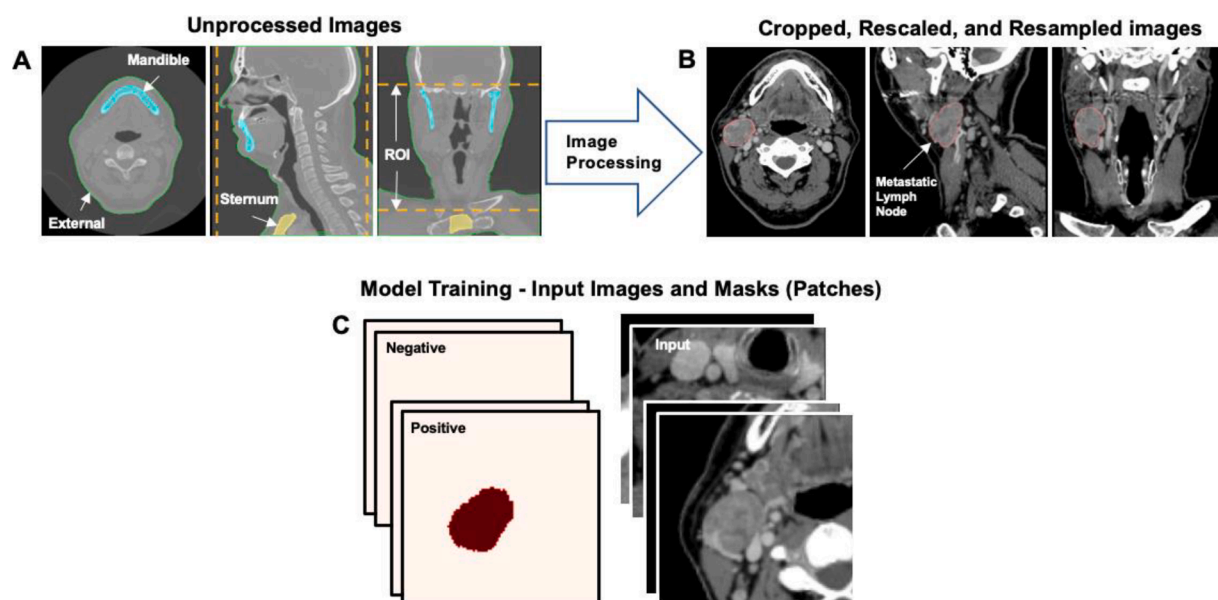 Unprocessed Images
Cropped, Rescaled, and Resampled images
A
Mandible
External
Sternum
ROI
Image
Processing
B
Metastatic
Lymph
Node
Model Training - Input Images and Masks (Patches)
C
Negative
Positive
Input